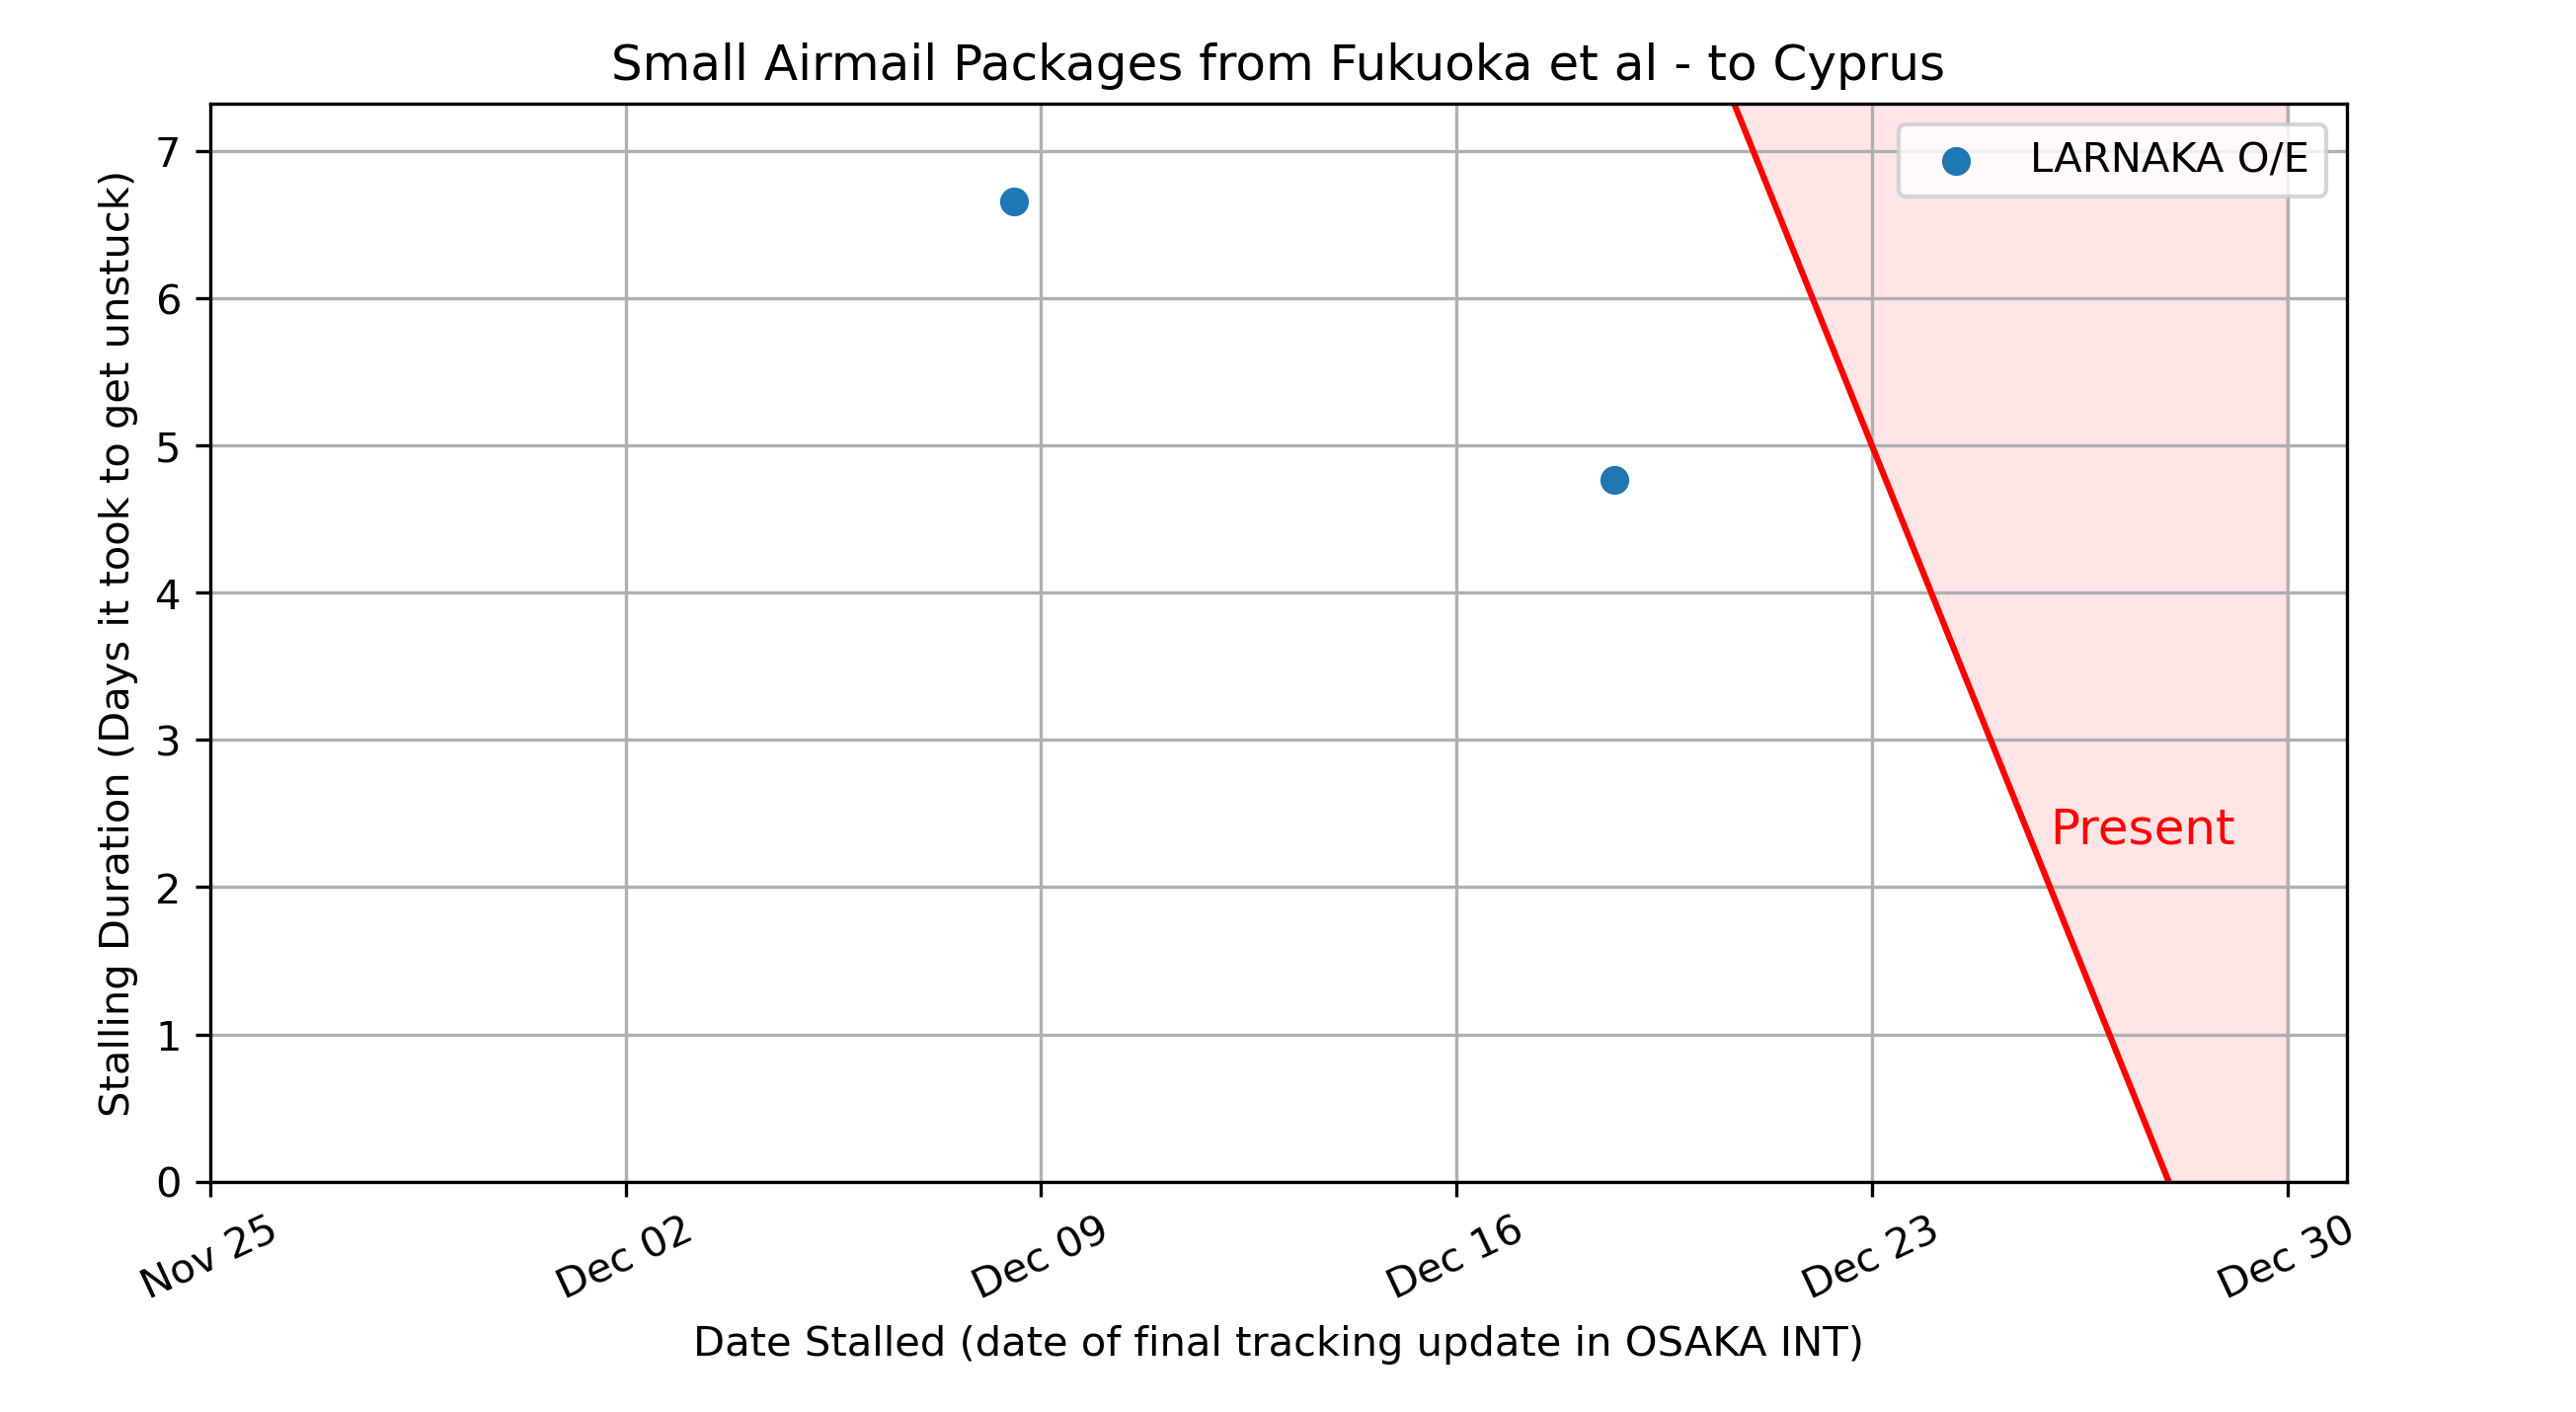 Small Airmail Packages from Fukuoka et al - to Cyprus
LARNAKA O/E
Stalling Duration (Days it took to get unstuck)
7
6
5
4
3
2
1
0
Present
Nov 25
Dec 02
Dec 09
Dec 16
Dec 23
Dec 30
Date Stalled (date of final tracking update in OSAKA INT)